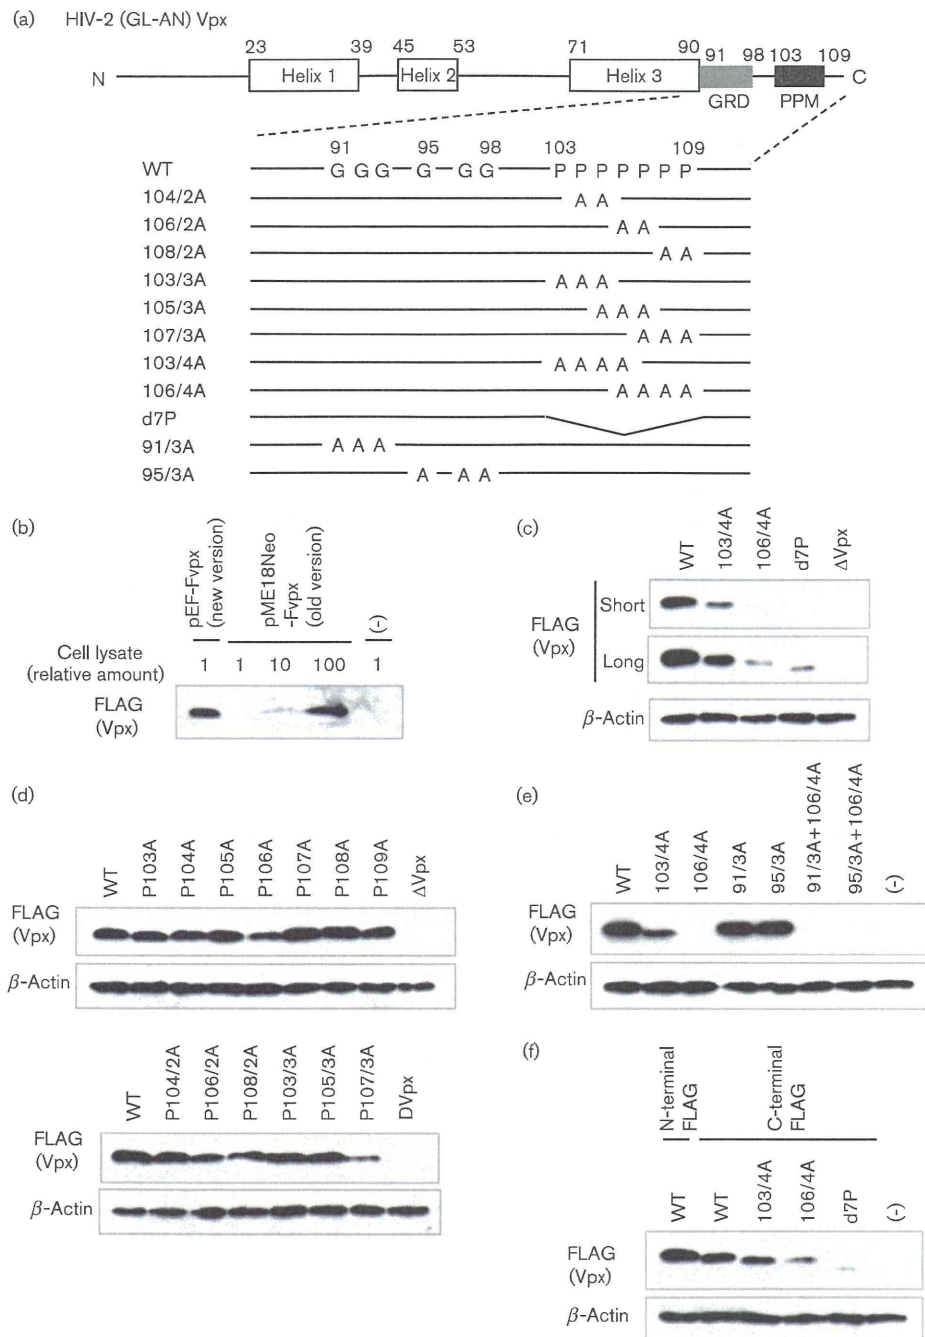 (a) HIV-2 (GL-AN) Vpx
23 39 45 53 71 90 91 98 103 109
N Helix 1 Helix 2 Helix 3 C
GRD PPM
91 95 98 103 109
WT G G G G G G P P P P P P P
104/2A A A
106/2A A A
108/2A A A
103/3A A A A
105/3A A A A
107/3A A A A
103/4A A A A A
106/4A A A A A
d7P
91/3A A A A
95/3A A A A
(b)
pEF-Fvpx
(new version)
pME18Neo
-Fvpx
(old version)
(-)
Cell lysate
(relative amount)
1 1 10 100 1
FLAG
(Vpx)
(c)
WT 103/4A 106/4A d7P ΔVpx
FLAG
(Vpx)
Short
Long
β-Actin
(d)
WT P103A P104A P105A P106A P107A P108A P109A ΔVpx
FLAG
(Vpx)
β-Actin
WT P104/2A P106/2A P108/2A P103/3A P105/3A P107/3A DVpx
FLAG
(Vpx)
β-Actin
(e)
WT 103/4A 106/4A 91/3A 95/3A 91/3A+106/4A 95/3A+106/4A (-)
FLAG
(Vpx)
β-Actin
(f)
N-terminal
FLAG
C-terminal
FLAG
WT WT 103/4A 106/4A d7P (-)
FLAG
(Vpx)
β-Actin